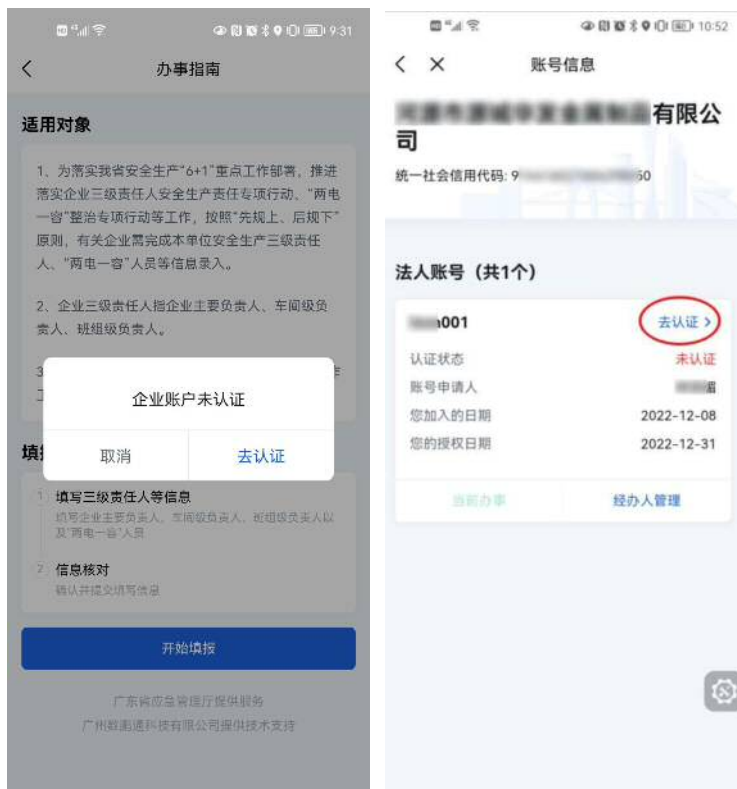 9:31
办事指南
适用对象
1、为落实我省安全生产“6+1”重点工作部署，推进
落实企业三级责任人安全生产责任专项行动、“两电
一容”整治专项行动等工作，按照“先规上、后规下”
原则，有关企业需完成本单位安全生产三级责任
人、“两电一容”人员等信息录入。
2、企业三级责任人指企业主要负责人、车间级负
责人、班组级负责人。
企业账户未认证
取消
去认证
1 填写三级责任人等信息
填写企业主要负责人、车间级负责人、班组级负责人以
及“两电一容”人员
2 信息核对
确认并提交填写信息
开始填报
广东省应急管理厅提供服务
广州数字通科技有限公司提供技术支持
10:52
账号信息
有限公
司
统一社会信用代码: 9 50
法人账号（共1个）
001
去认证 >
认证状态 未认证
账号申请人
您加入的日期 2022-12-08
您的授权日期 2022-12-31
当前办事
经办人管理